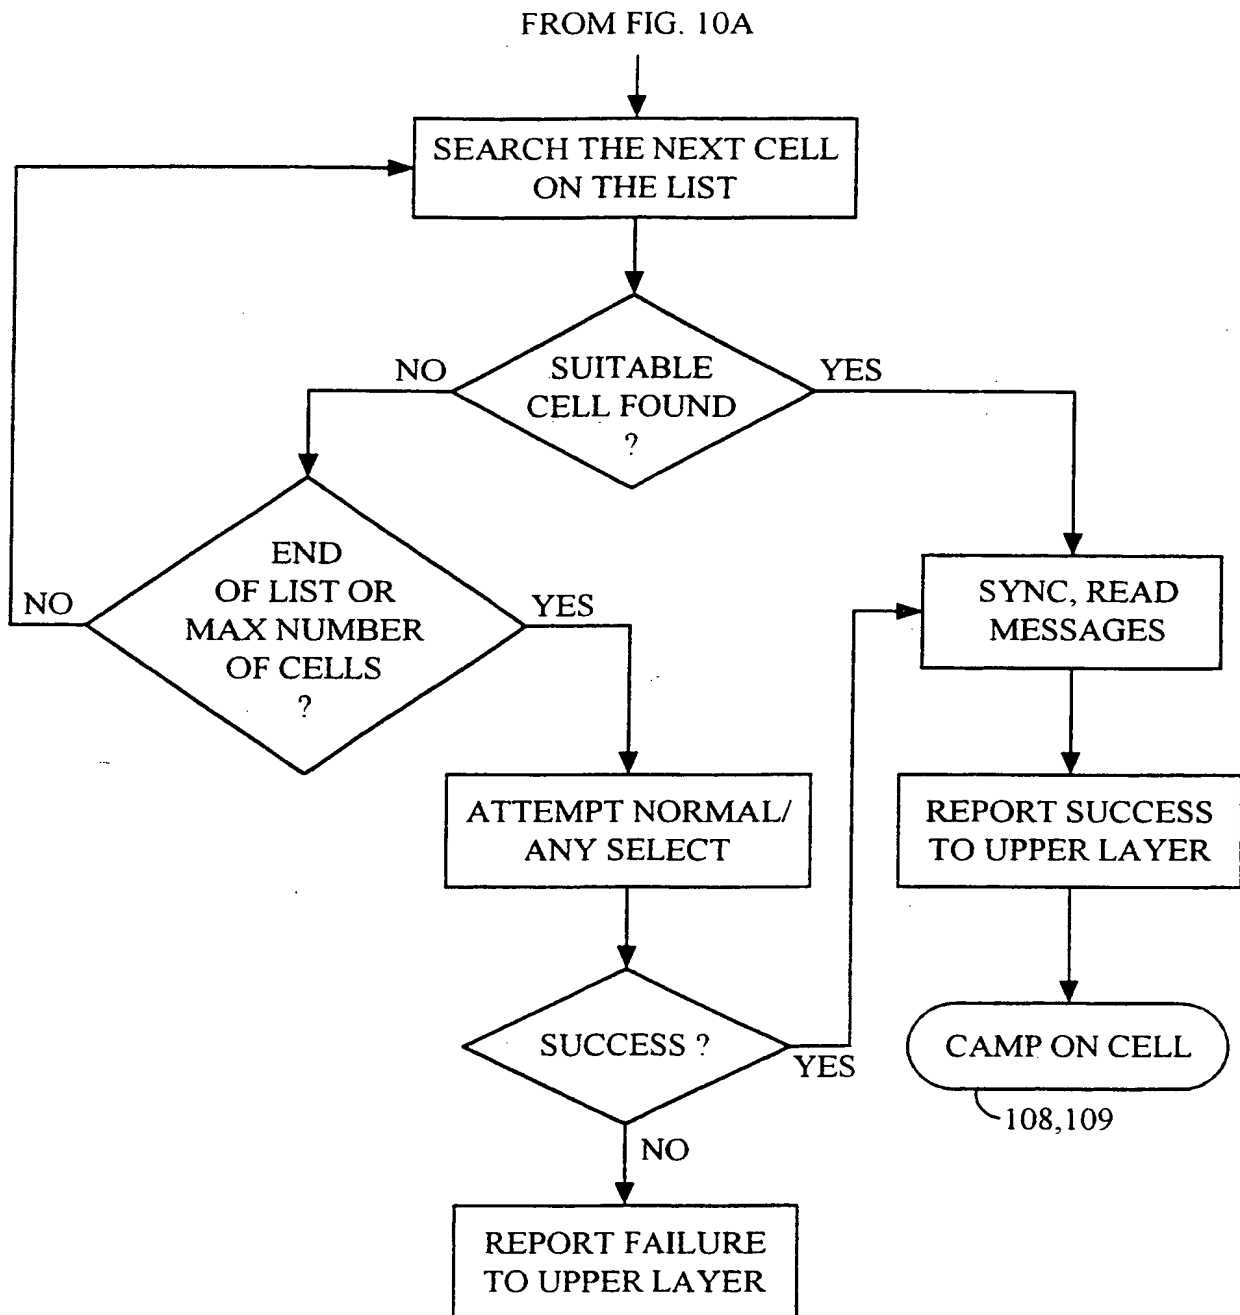 FROM FIG. 10A
SEARCH THE NEXT CELL
ON THE LIST
NO
SUITABLE
CELL FOUND
?
YES
END
OF LIST OR
MAX NUMBER
OF CELLS
?
NO
YES
SYNC, READ
MESSAGES
ATTEMPT NORMAL/
ANY SELECT
REPORT SUCCESS
TO UPPER LAYER
SUCCESS ?
YES
CAMP ON CELL
108,109
NO
REPORT FAILURE
TO UPPER LAYER